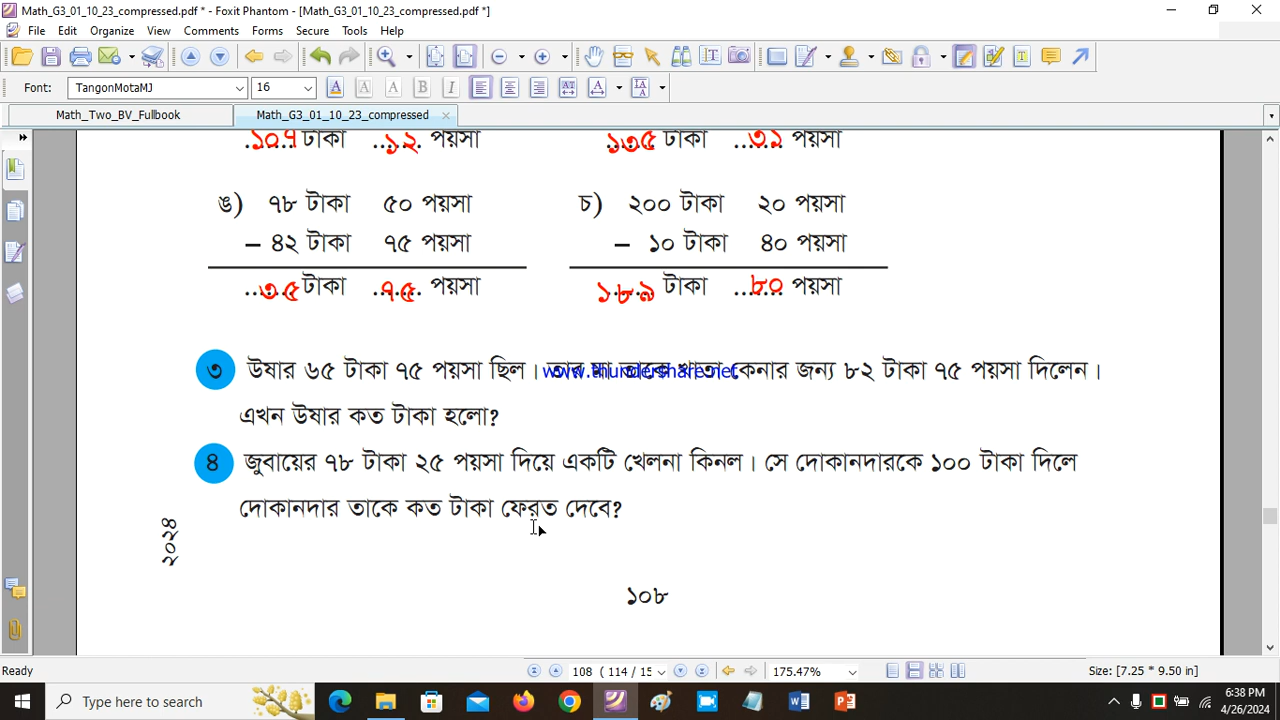 Math_G3_01_10_23_compressed.pdf * - Foxit Phantom - [Math_G3_01_10_23_compressed.pdf *]
File Edit Organize View Comments Forms Secure Tools Help
Font: TangonMotaMJ 16
Math_Two_BV_Fullbook Math_G3_01_10_23_compressed
১০৭ টাকা ১২ পয়সা ১৩৫ টাকা ৩১ পয়সা
ঙ) ৭৮ টাকা ৫০ পয়সা চ) ২০০ টাকা ২০ পয়সা
– ৪২ টাকা ৭৫ পয়সা – ১০ টাকা ৪০ পয়সা
৩৫ টাকা ৭৫ পয়সা ১৮৯ টাকা ৮০ পয়সা
৩ উষার ৬৫ টাকা ৭৫ পয়সা ছিল। তার মা তাকে খাতা কেনার জন্য ৮২ টাকা ৭৫ পয়সা দিলেন।
www.thundershare.net
এখন উষার কত টাকা হলো?
৪ জুবায়ের ৭৮ টাকা ২৫ পয়সা দিয়ে একটি খেলনা কিনল। সে দোকানদারকে ১০০ টাকা দিলে
দোকানদার তাকে কত টাকা ফেরত দেবে?
২০২৪
১০৮
Ready 108 ( 114 / 15 175.47% Size: [7.25 * 9.50 in]
Type here to search 6:38 PM
4/26/2024